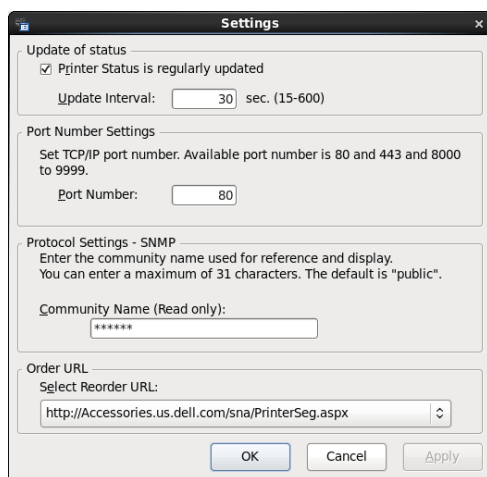 Settings
Update of status
Printer Status is regularly updated
Update Interval: 30 sec. (15-600)
Port Number Settings
Set TCP/IP port number. Available port number is 80 and 443 and 8000
to 9999.
Port Number: 80
Protocol Settings - SNMP
Enter the community name used for reference and display.
You can enter a maximum of 31 characters. The default is "public".
Community Name (Read only):
******
Order URL
Select Reorder URL:
http://Accessories.us.dell.com/sna/PrinterSeg.aspx
OK Cancel Apply